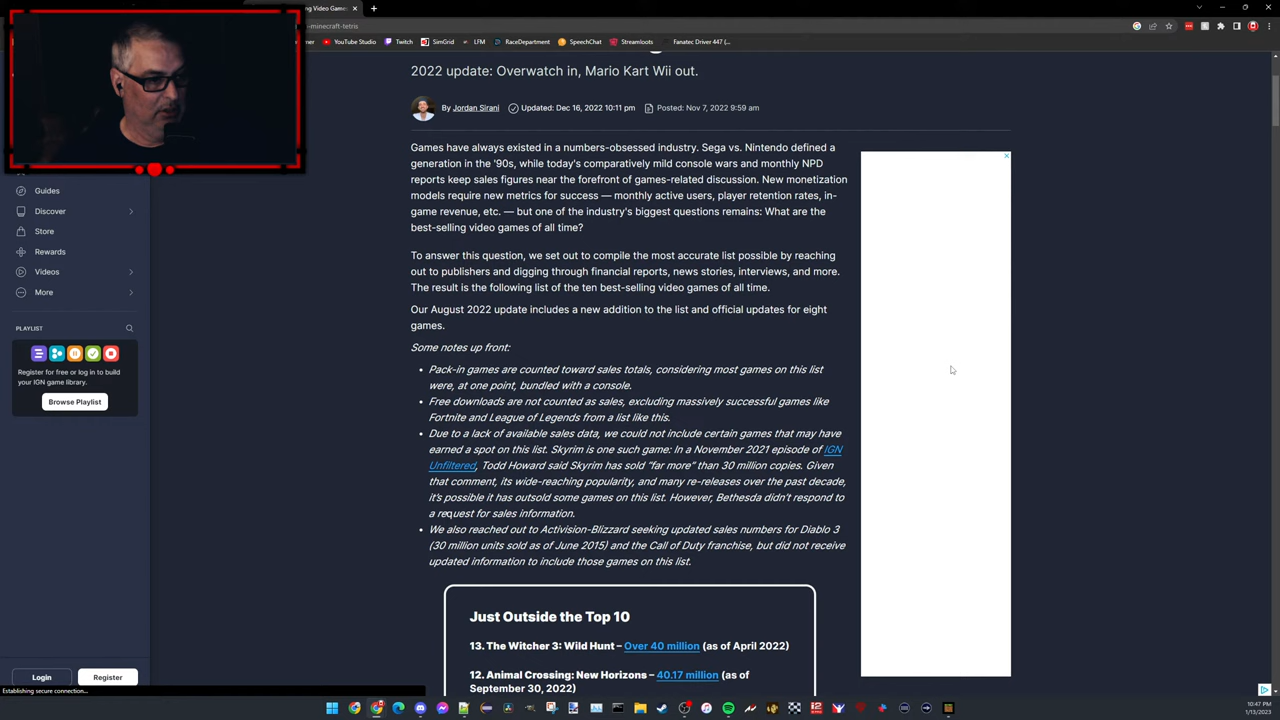 ng Video Game
-minecraft-tetris
YouTube Studio
Twitch
SimGrid
LFM
RaceDepartment
SpeechChat
Streamloots
Fanatec Driver 447 (...
2022 update: Overwatch in, Mario Kart Wii out.
By Jordan Sirani
Updated: Dec 16, 2022 10:11 pm
Posted: Nov 7, 2022 9:59 am
Games have always existed in a numbers-obsessed industry. Sega vs. Nintendo defined a
generation in the '90s, while today's comparatively mild console wars and monthly NPD
reports keep sales figures near the forefront of games-related discussion. New monetization
models require new metrics for success — monthly active users, player retention rates, in-
game revenue, etc. — but one of the industry's biggest questions remains: What are the
best-selling video games of all time?
To answer this question, we set out to compile the most accurate list possible by reaching
out to publishers and digging through financial reports, news stories, interviews, and more.
The result is the following list of the ten best-selling video games of all time.
Our August 2022 update includes a new addition to the list and official updates for eight
games.
Some notes up front:
• Pack-in games are counted toward sales totals, considering most games on this list
were, at one point, bundled with a console.
• Free downloads are not counted as sales, excluding massively successful games like
Fortnite and League of Legends from a list like this.
• Due to a lack of available sales data, we could not include certain games that may have
earned a spot on this list. Skyrim is one such game: In a November 2021 episode of IGN
Unfiltered, Todd Howard said Skyrim has sold “far more” than 30 million copies. Given
that comment, its wide-reaching popularity, and many re-releases over the past decade,
it's possible it has outsold some games on this list. However, Bethesda didn't respond to
a request for sales information.
• We also reached out to Activision-Blizzard seeking updated sales numbers for Diablo 3
(30 million units sold as of June 2015) and the Call of Duty franchise, but did not receive
updated information to include those games on this list.
Just Outside the Top 10
13. The Witcher 3: Wild Hunt – Over 40 million (as of April 2022)
12. Animal Crossing: New Horizons – 40.17 million (as of
September 30, 2022)
Guides
Discover
Store
Rewards
Videos
More
PLAYLIST
Register for free or log in to build
your IGN game library.
Browse Playlist
Login
Register
Establishing secure connection...
10:47 PM
1/13/2023